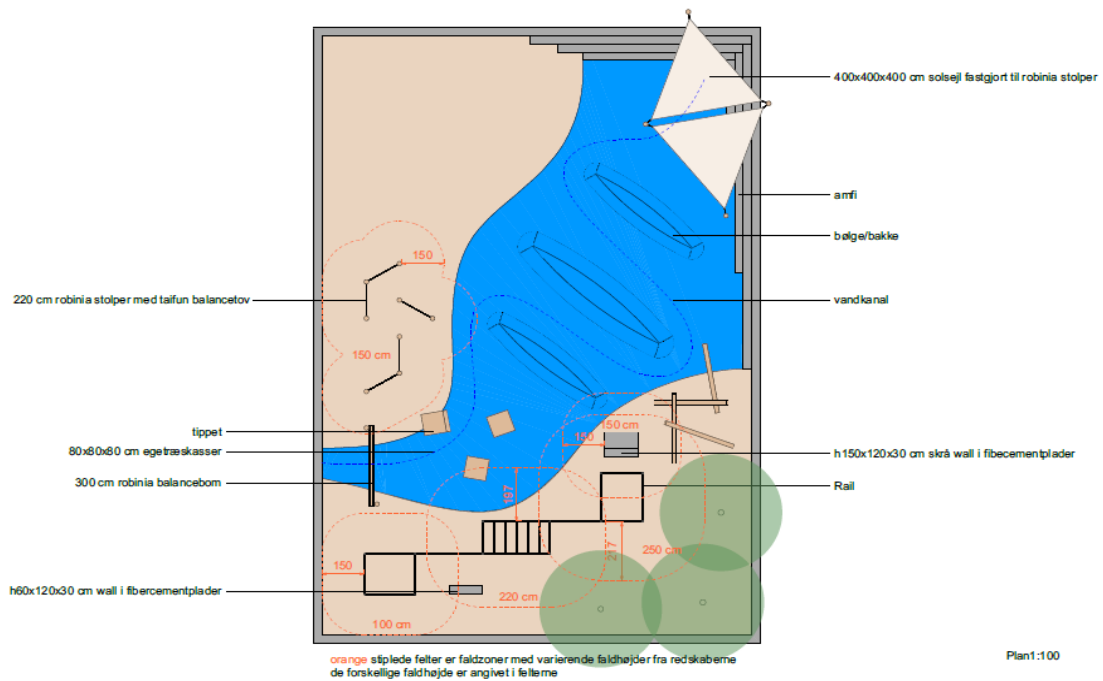 400x400x400 cm solsejl fastgjort til robinia stolper
amfi
bølge/bakke
150
220 cm robinia stolper med taifun balancetov
vandkanal
150 cm
tippet
150 cm
150
80x80x80 cm egetræskasser
h150x120x30 cm skrå wall i fibecementplader
300 cm robinia balancebom
Rail
197
217
250 cm
150
h60x120x30 cm wall i fibercementplader
220 cm
100 cm
orange stiplede felter er faldzoner med varierende faldhøjder fra redskaberne
de forskellige faldhøjde er angivet i felterne
Plan1:100